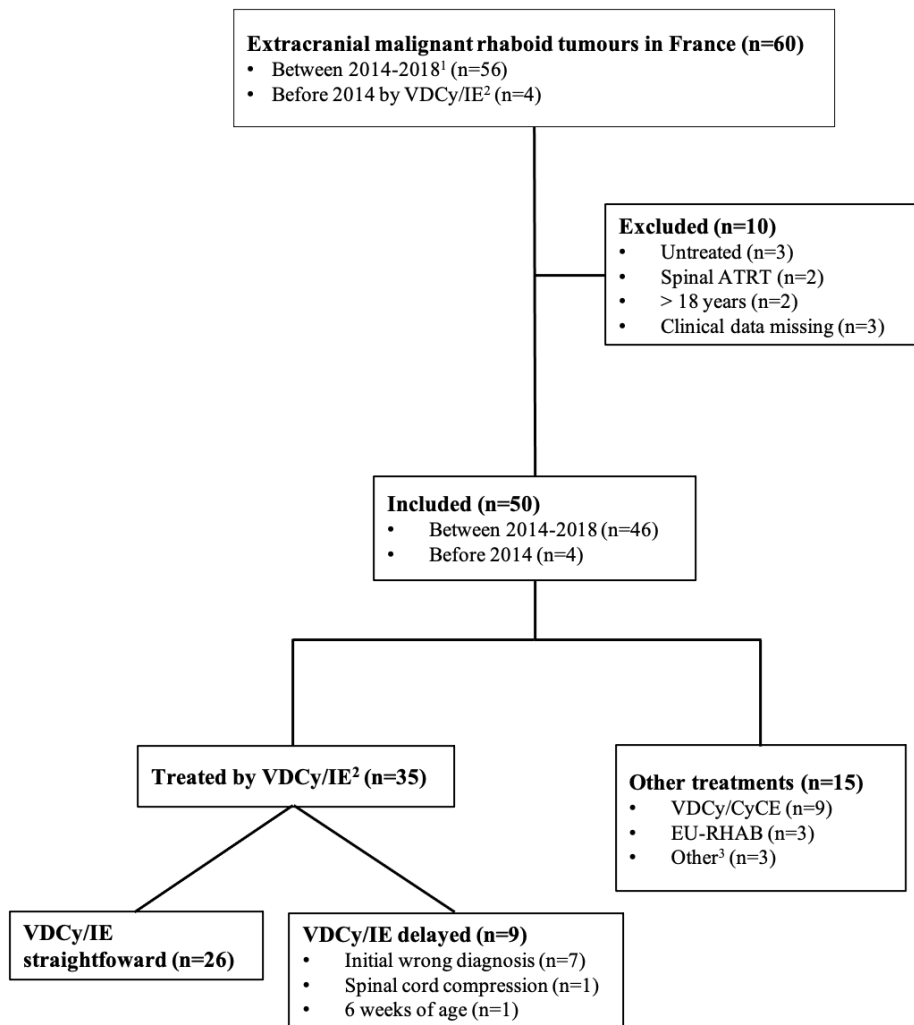 Extracranial malignant rhaboid tumours in France (n=60)
• Between 2014-2018¹ (n=56)
• Before 2014 by VDCy/IE² (n=4)
Excluded (n=10)
• Untreated (n=3)
• Spinal ATRT (n=2)
• > 18 years (n=2)
• Clinical data missing (n=3)
Included (n=50)
• Between 2014-2018 (n=46)
• Before 2014 (n=4)
Treated by VDCy/IE² (n=35)
Other treatments (n=15)
• VDCy/CyCE (n=9)
• EU-RHAB (n=3)
• Other³ (n=3)
VDCy/IE
straightfoward (n=26)
VDCy/IE delayed (n=9)
• Initial wrong diagnosis (n=7)
• Spinal cord compression (n=1)
• 6 weeks of age (n=1)